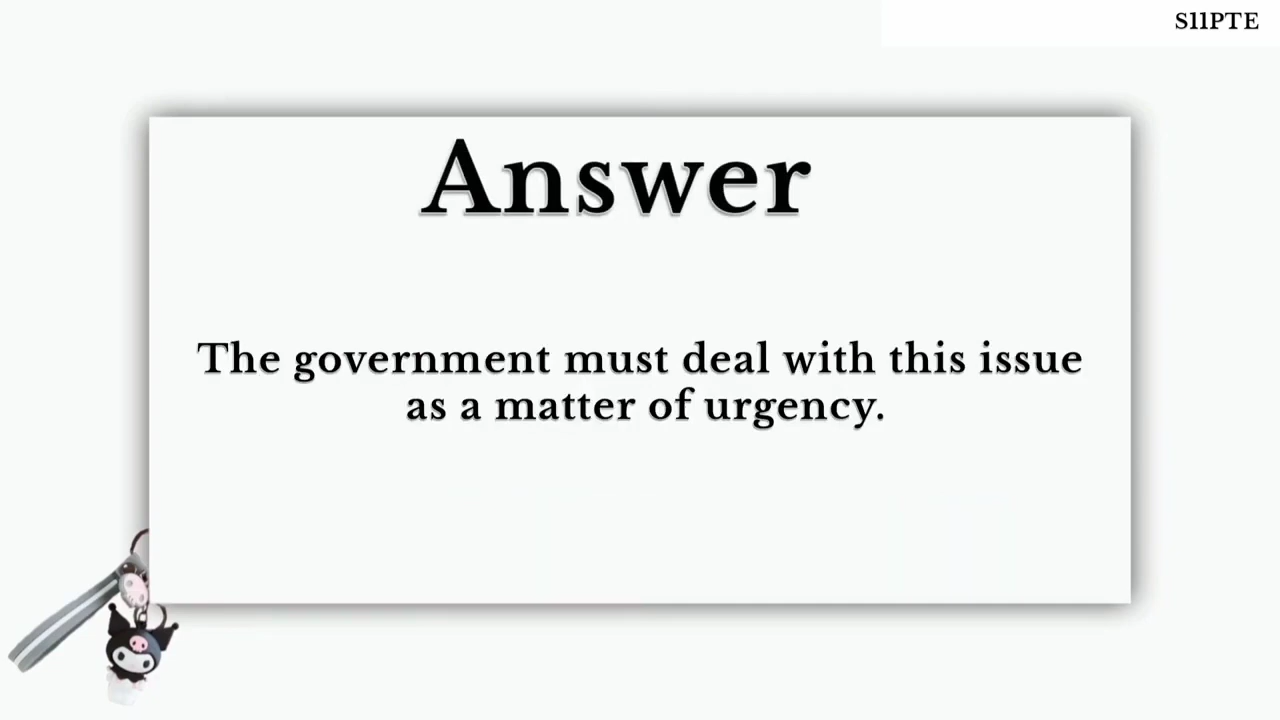 S11PTE
Answer
The government must deal with this issue
as a matter of urgency.